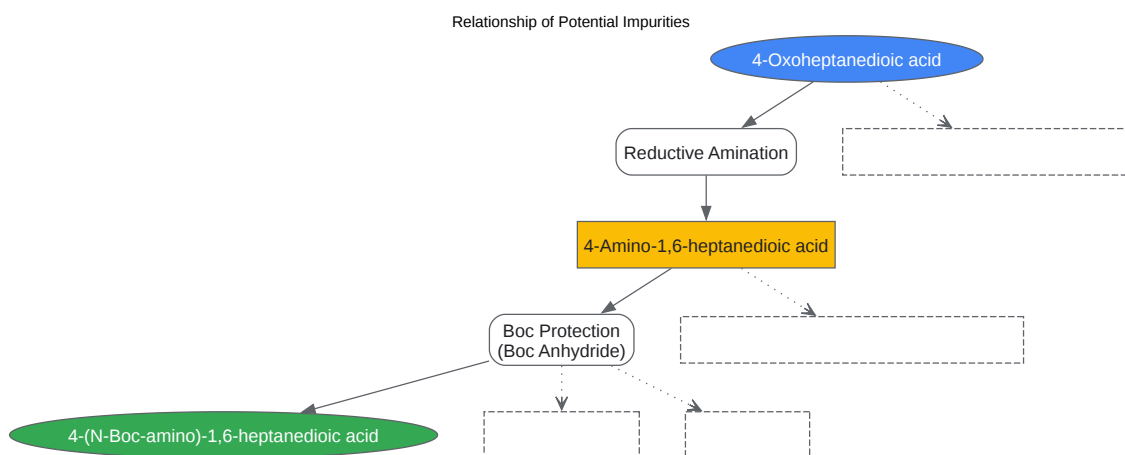 Relationship of Potential Impurities
4-Oxoheptanedioic acid
Reductive Amination
4-Amino-1,6-heptanedioic acid
Boc Protection
(Boc Anhydride)
4-(N-Boc-amino)-1,6-heptanedioic acid